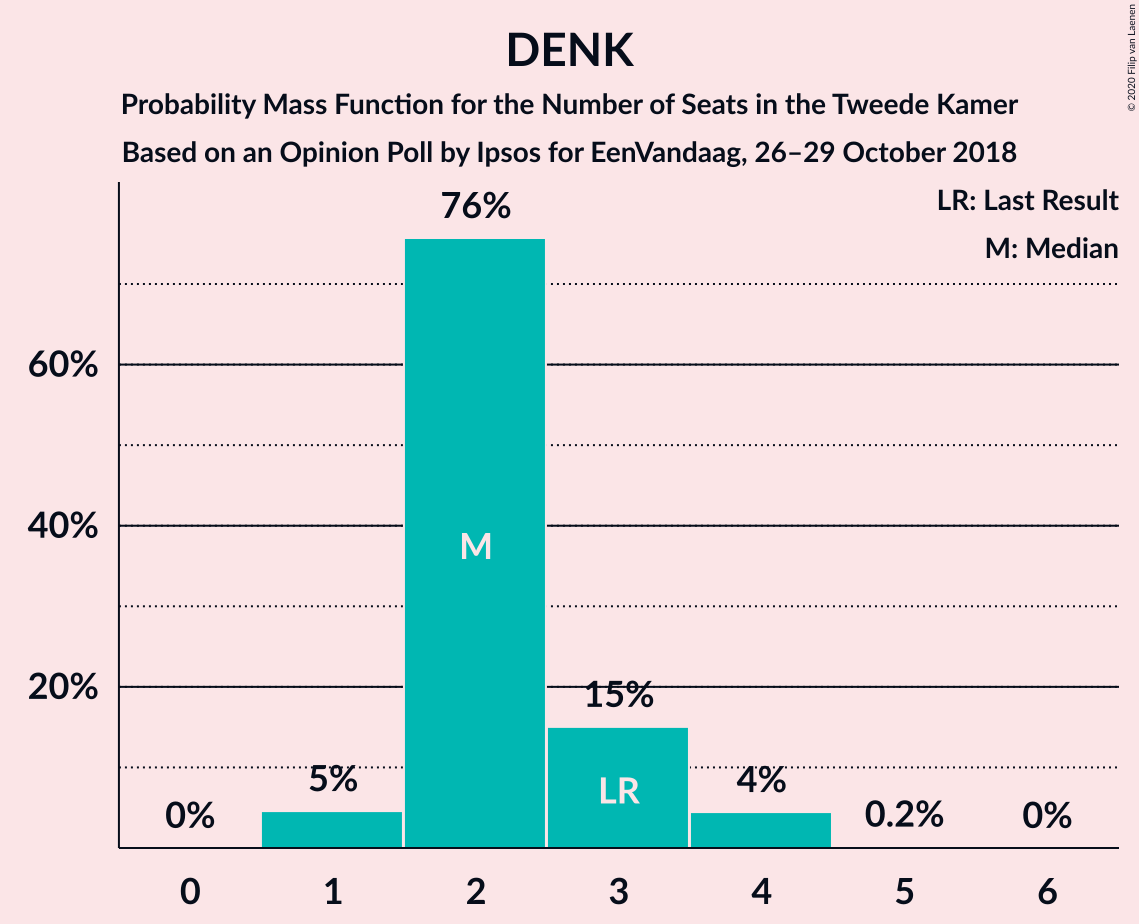 DENK
Probability Mass Function for the Number of Seats in the Tweede Kamer
Based on an Opinion Poll by Ipsos for EenVandaag, 26–29 October 2018
© 2020 Filip van Laenen
LR: Last Result
M: Median
76%
60%
40%
M
20%
15%
5%
LR
4%
0%
0.2%
0%
0 1 2 3 4 5 6